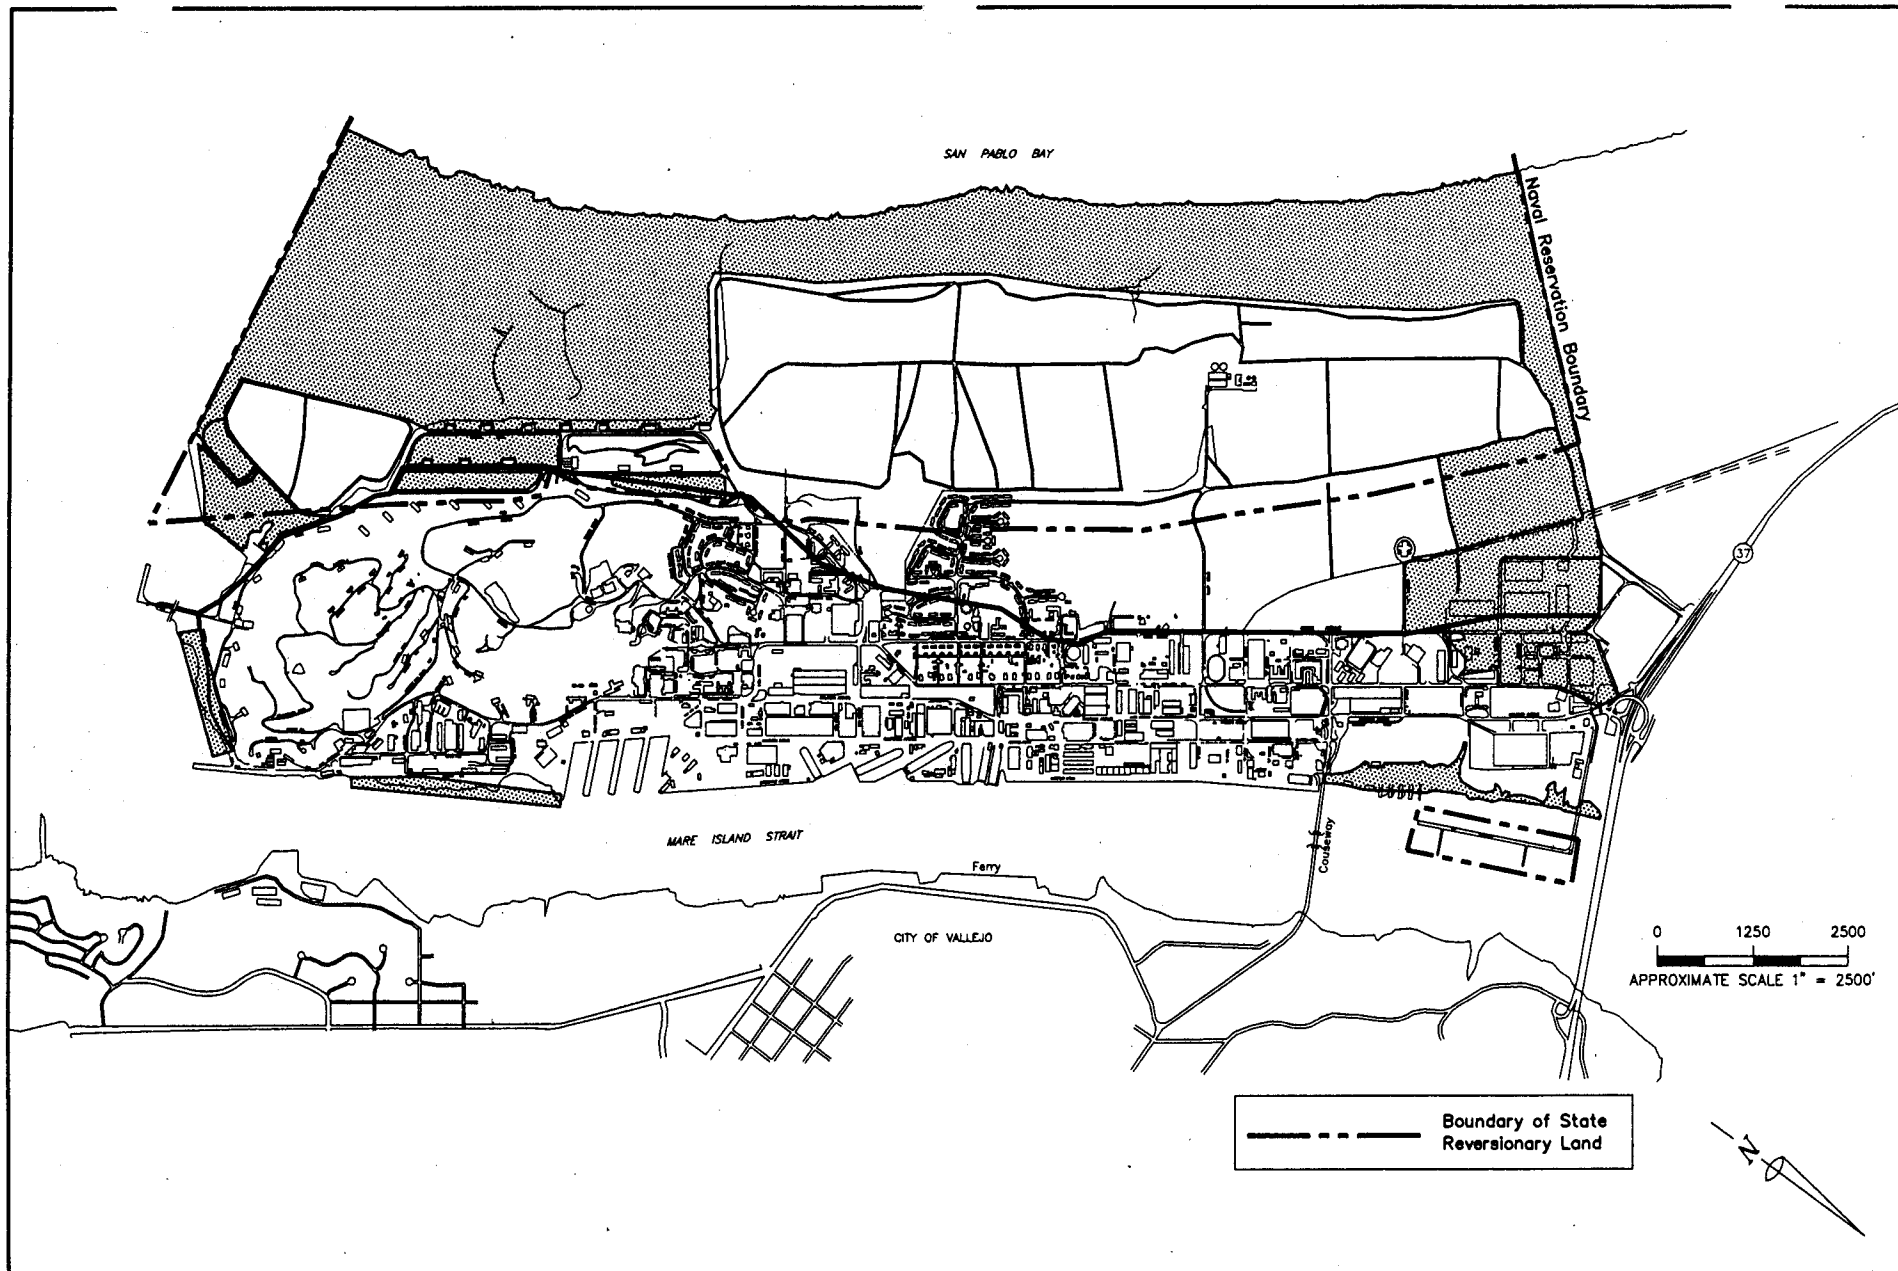 SAN PABLO BAY
Naval Reservation Boundary
37
MARE ISLAND STRAIT
Ferry
Causeway
CITY OF VALLEJO
0 1250 2500
APPROXIMATE SCALE 1" = 2500'
Boundary of State
Reversionary Land
N